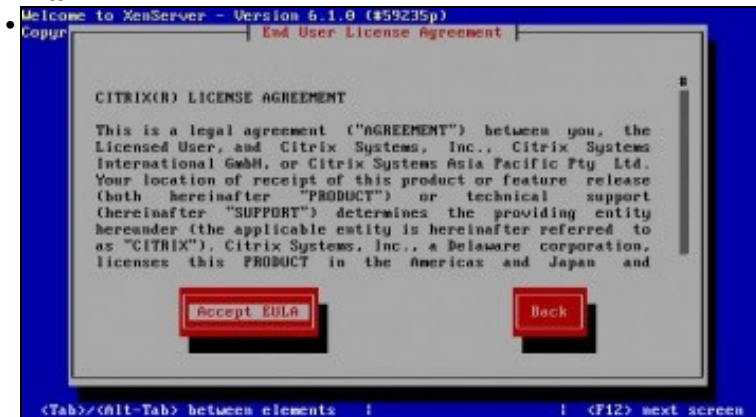 Welcome to XenServer - Version 6.1.0 (#59235p)
Copyr
End User License Agreement
CITRIX(R) LICENSE AGREEMENT
This is a legal agreement ("AGREEMENT") between you, the
Licensed User, and Citrix Systems, Inc., Citrix Systems
International GmbH, or Citrix Systems Asia Pacific Pty Ltd.
Your location of receipt of this product or feature release
(both hereinafter "PRODUCT") or technical support
(hereinafter "SUPPORT") determines the providing entity
hereunder (the applicable entity is hereinafter referred to
as "CITRIX"). Citrix Systems, Inc., a Delaware corporation,
licenses this PRODUCT in the Americas and Japan and
Accept EULA
Back
<Tab>/<Alt-Tab> between elements | | <F12> next screen